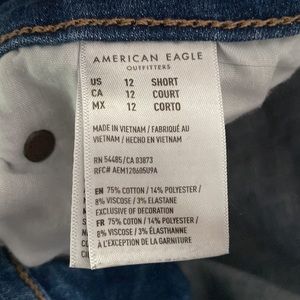 AMERICAN EAGLE
OUTFITTERS
US 12 SHORT
CA 12 COURT
MX 12 CORTO
MADE IN VIETNAM / FABRIQUÉ AU
VIETNAM / HECHO EN VIETNAM
RN 54485/CA 03873
RFC# AEM120605U9A
EN 75% COTTON / 14% POLYESTER /
8% VISCOSE / 3% ELASTANE
EXCLUSIVE OF DECORATION
FR 75% COTON / 14% POLYESTER /
8% VISCOSE / 3% ÉLASTHANNE
À L'EXCEPTION DE LA GARNITURE